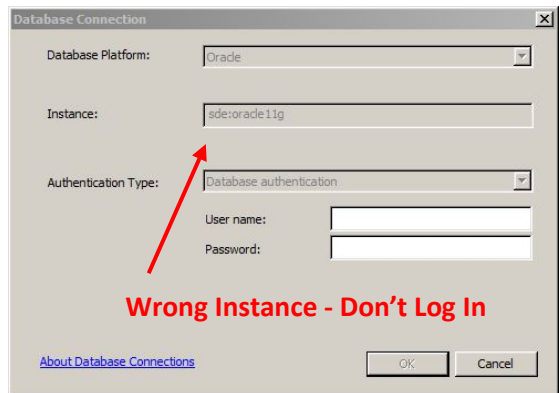 Database Connection
Database Platform: Oracle
Instance: sde:oracle11g
Authentication Type: Database authentication
User name:
Password:
Wrong Instance - Don't Log In
About Database Connections OK Cancel